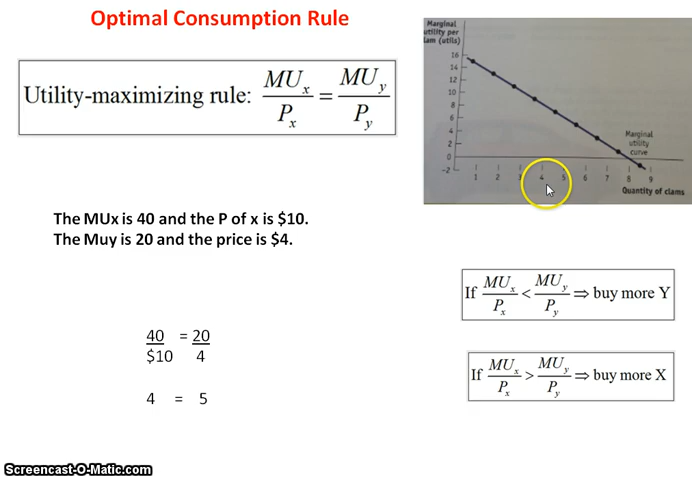 Optimal Consumption Rule
Utility-maximizing rule: MUx/Px = MUy/Py
Marginal
utility per
clam (utils)
16
14
12
10
8
6
4
2
0
-2
Marginal
utility
curve
1 2 3 4 5 6 7 8 9
Quantity of clams
The MUx is 40 and the P of x is $10.
The Muy is 20 and the price is $4.
40 = 20
$10 4
4 = 5
If MUx/Px < MUy/Py ⇒ buy more Y
If MUx/Px > MUy/Py ⇒ buy more X
Screencast-O-Matic.com